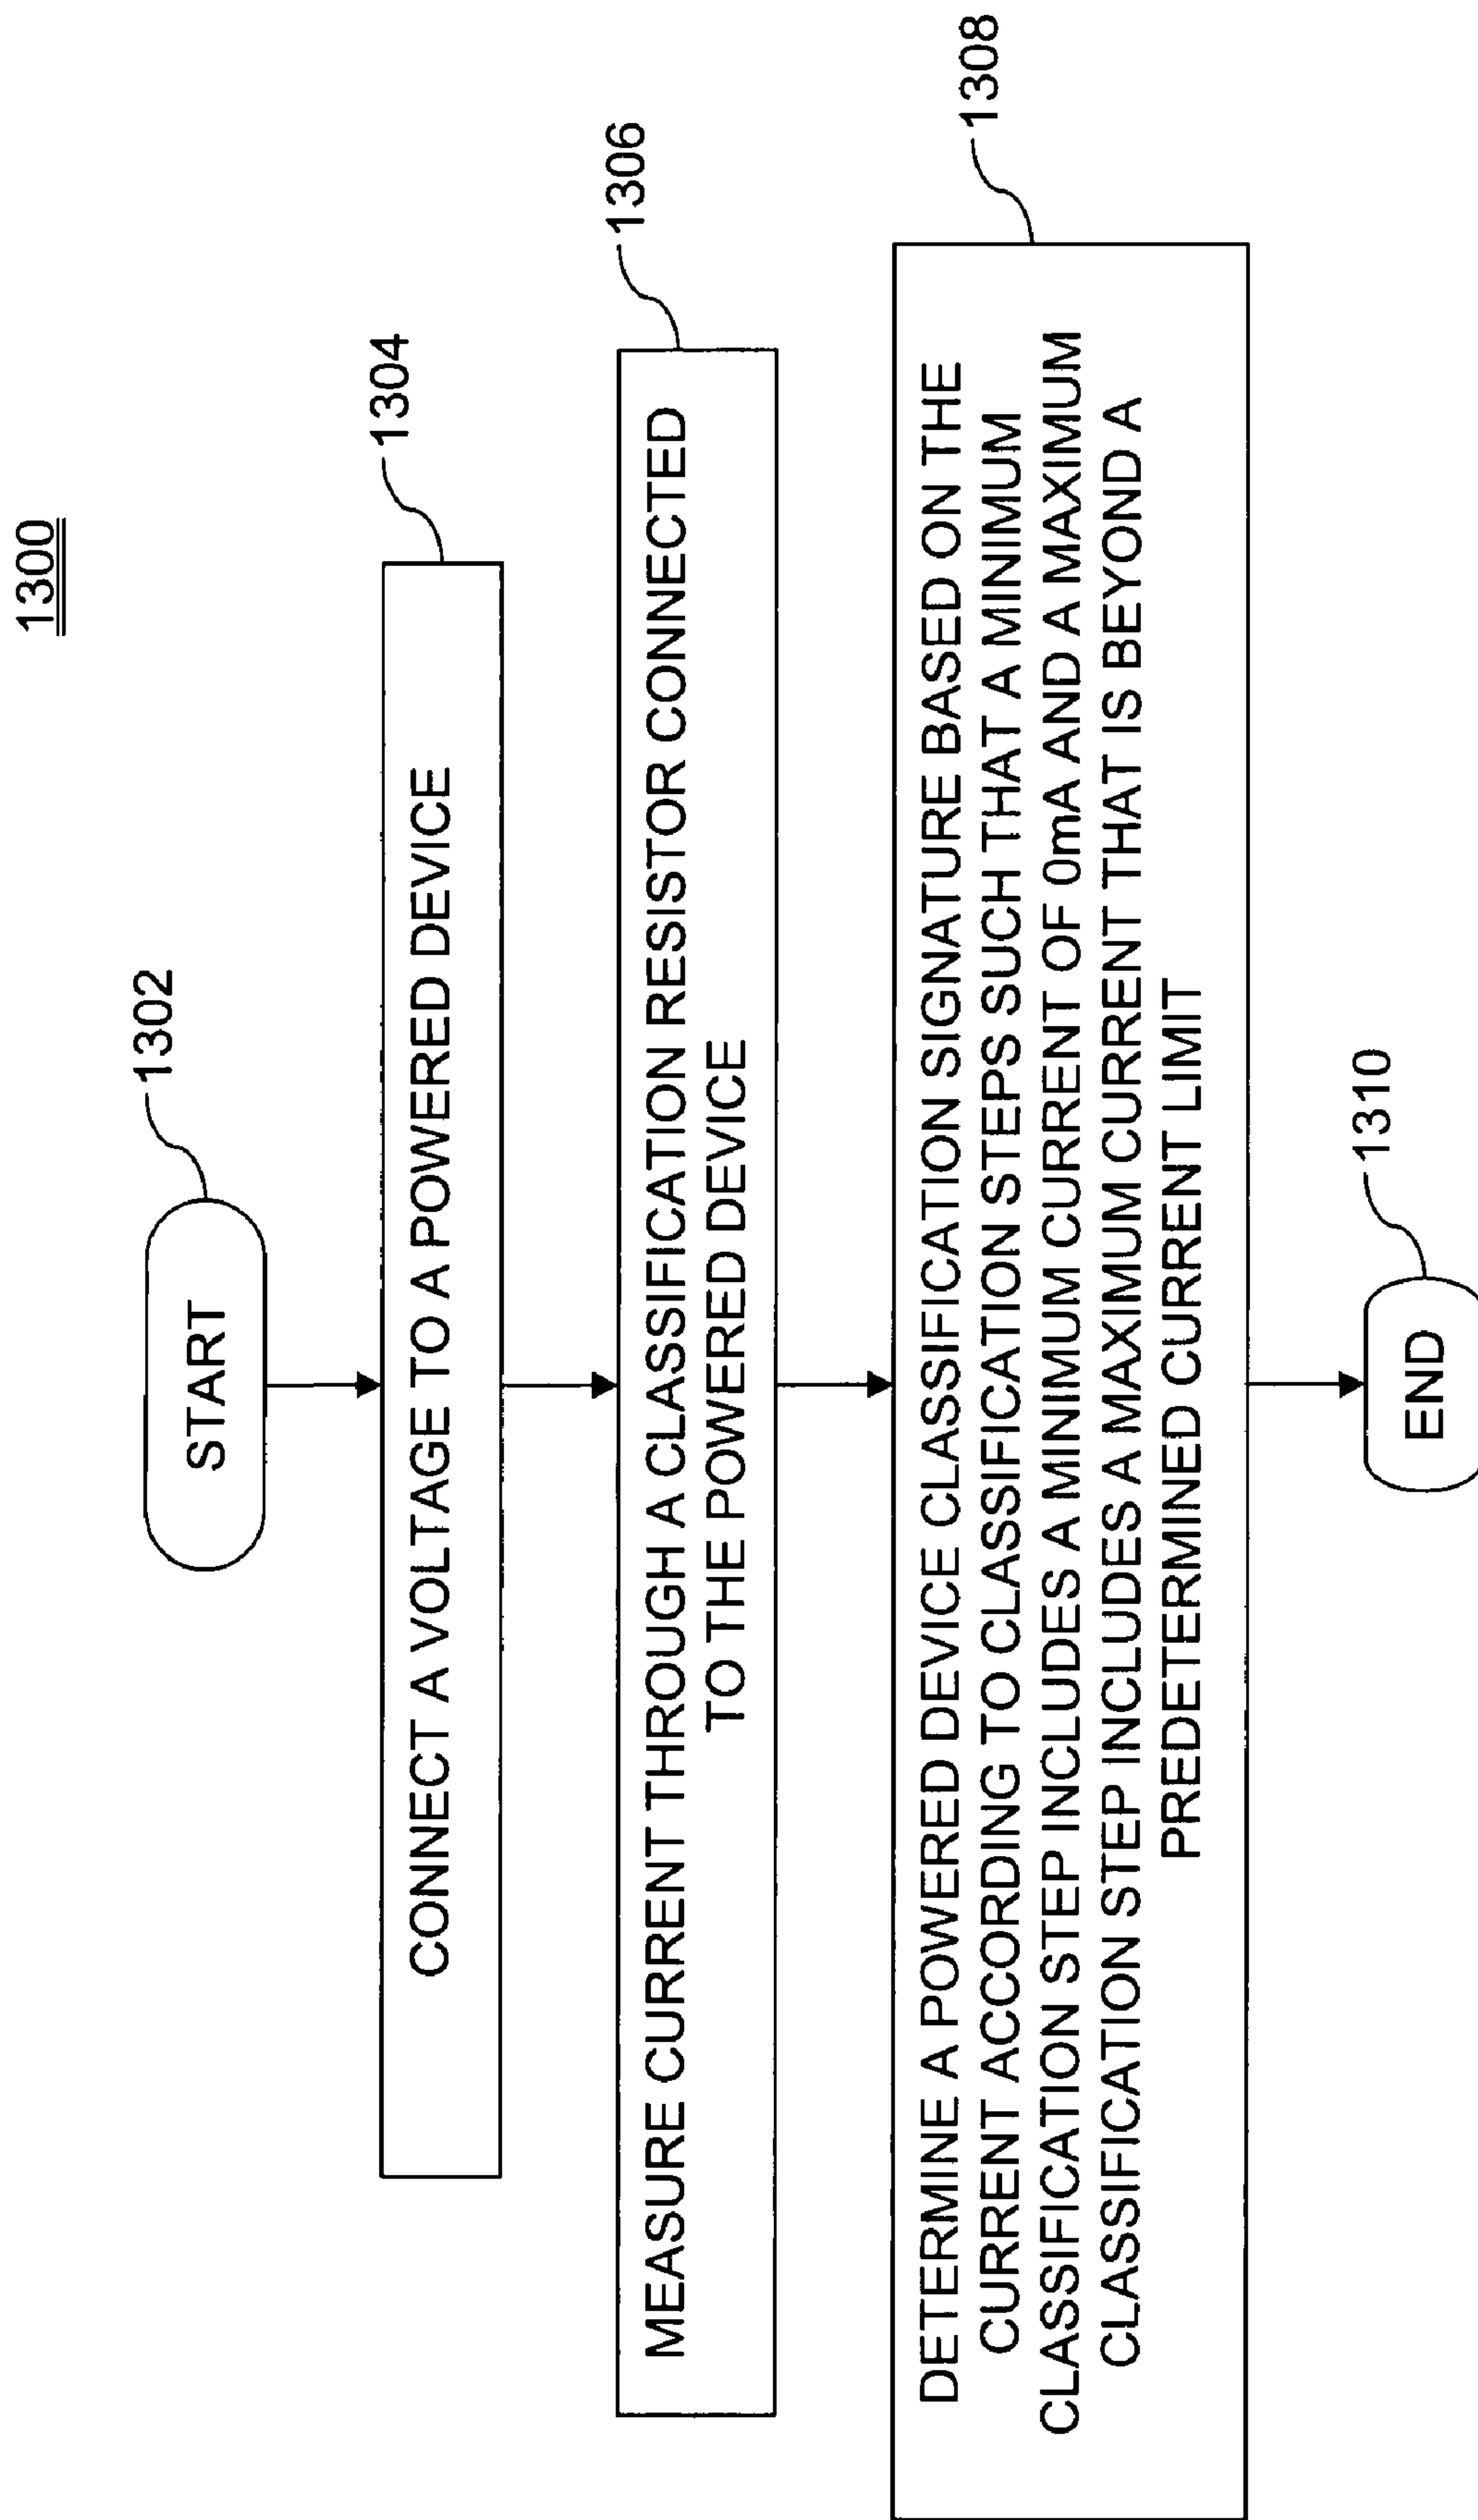 1300
1302
START
1304
CONNECT A VOLTAGE TO A POWERED DEVICE
1306
MEASURE CURRENT THROUGH A CLASSIFICATION RESISTOR CONNECTED
TO THE POWERED DEVICE
1308
DETERMINE A POWERED DEVICE CLASSIFICATION SIGNATURE BASED ON THE
CURRENT ACCORDING TO CLASSIFICATION STEPS SUCH THAT A MINIMUM
CLASSIFICATION STEP INCLUDES A MINIMUM CURRENT OF 0mA AND A MAXIMUM
CLASSIFICATION STEP INCLUDES A MAXIMUM CURRENT THAT IS BEYOND A
PREDETERMINED CURRENT LIMIT
1310
END